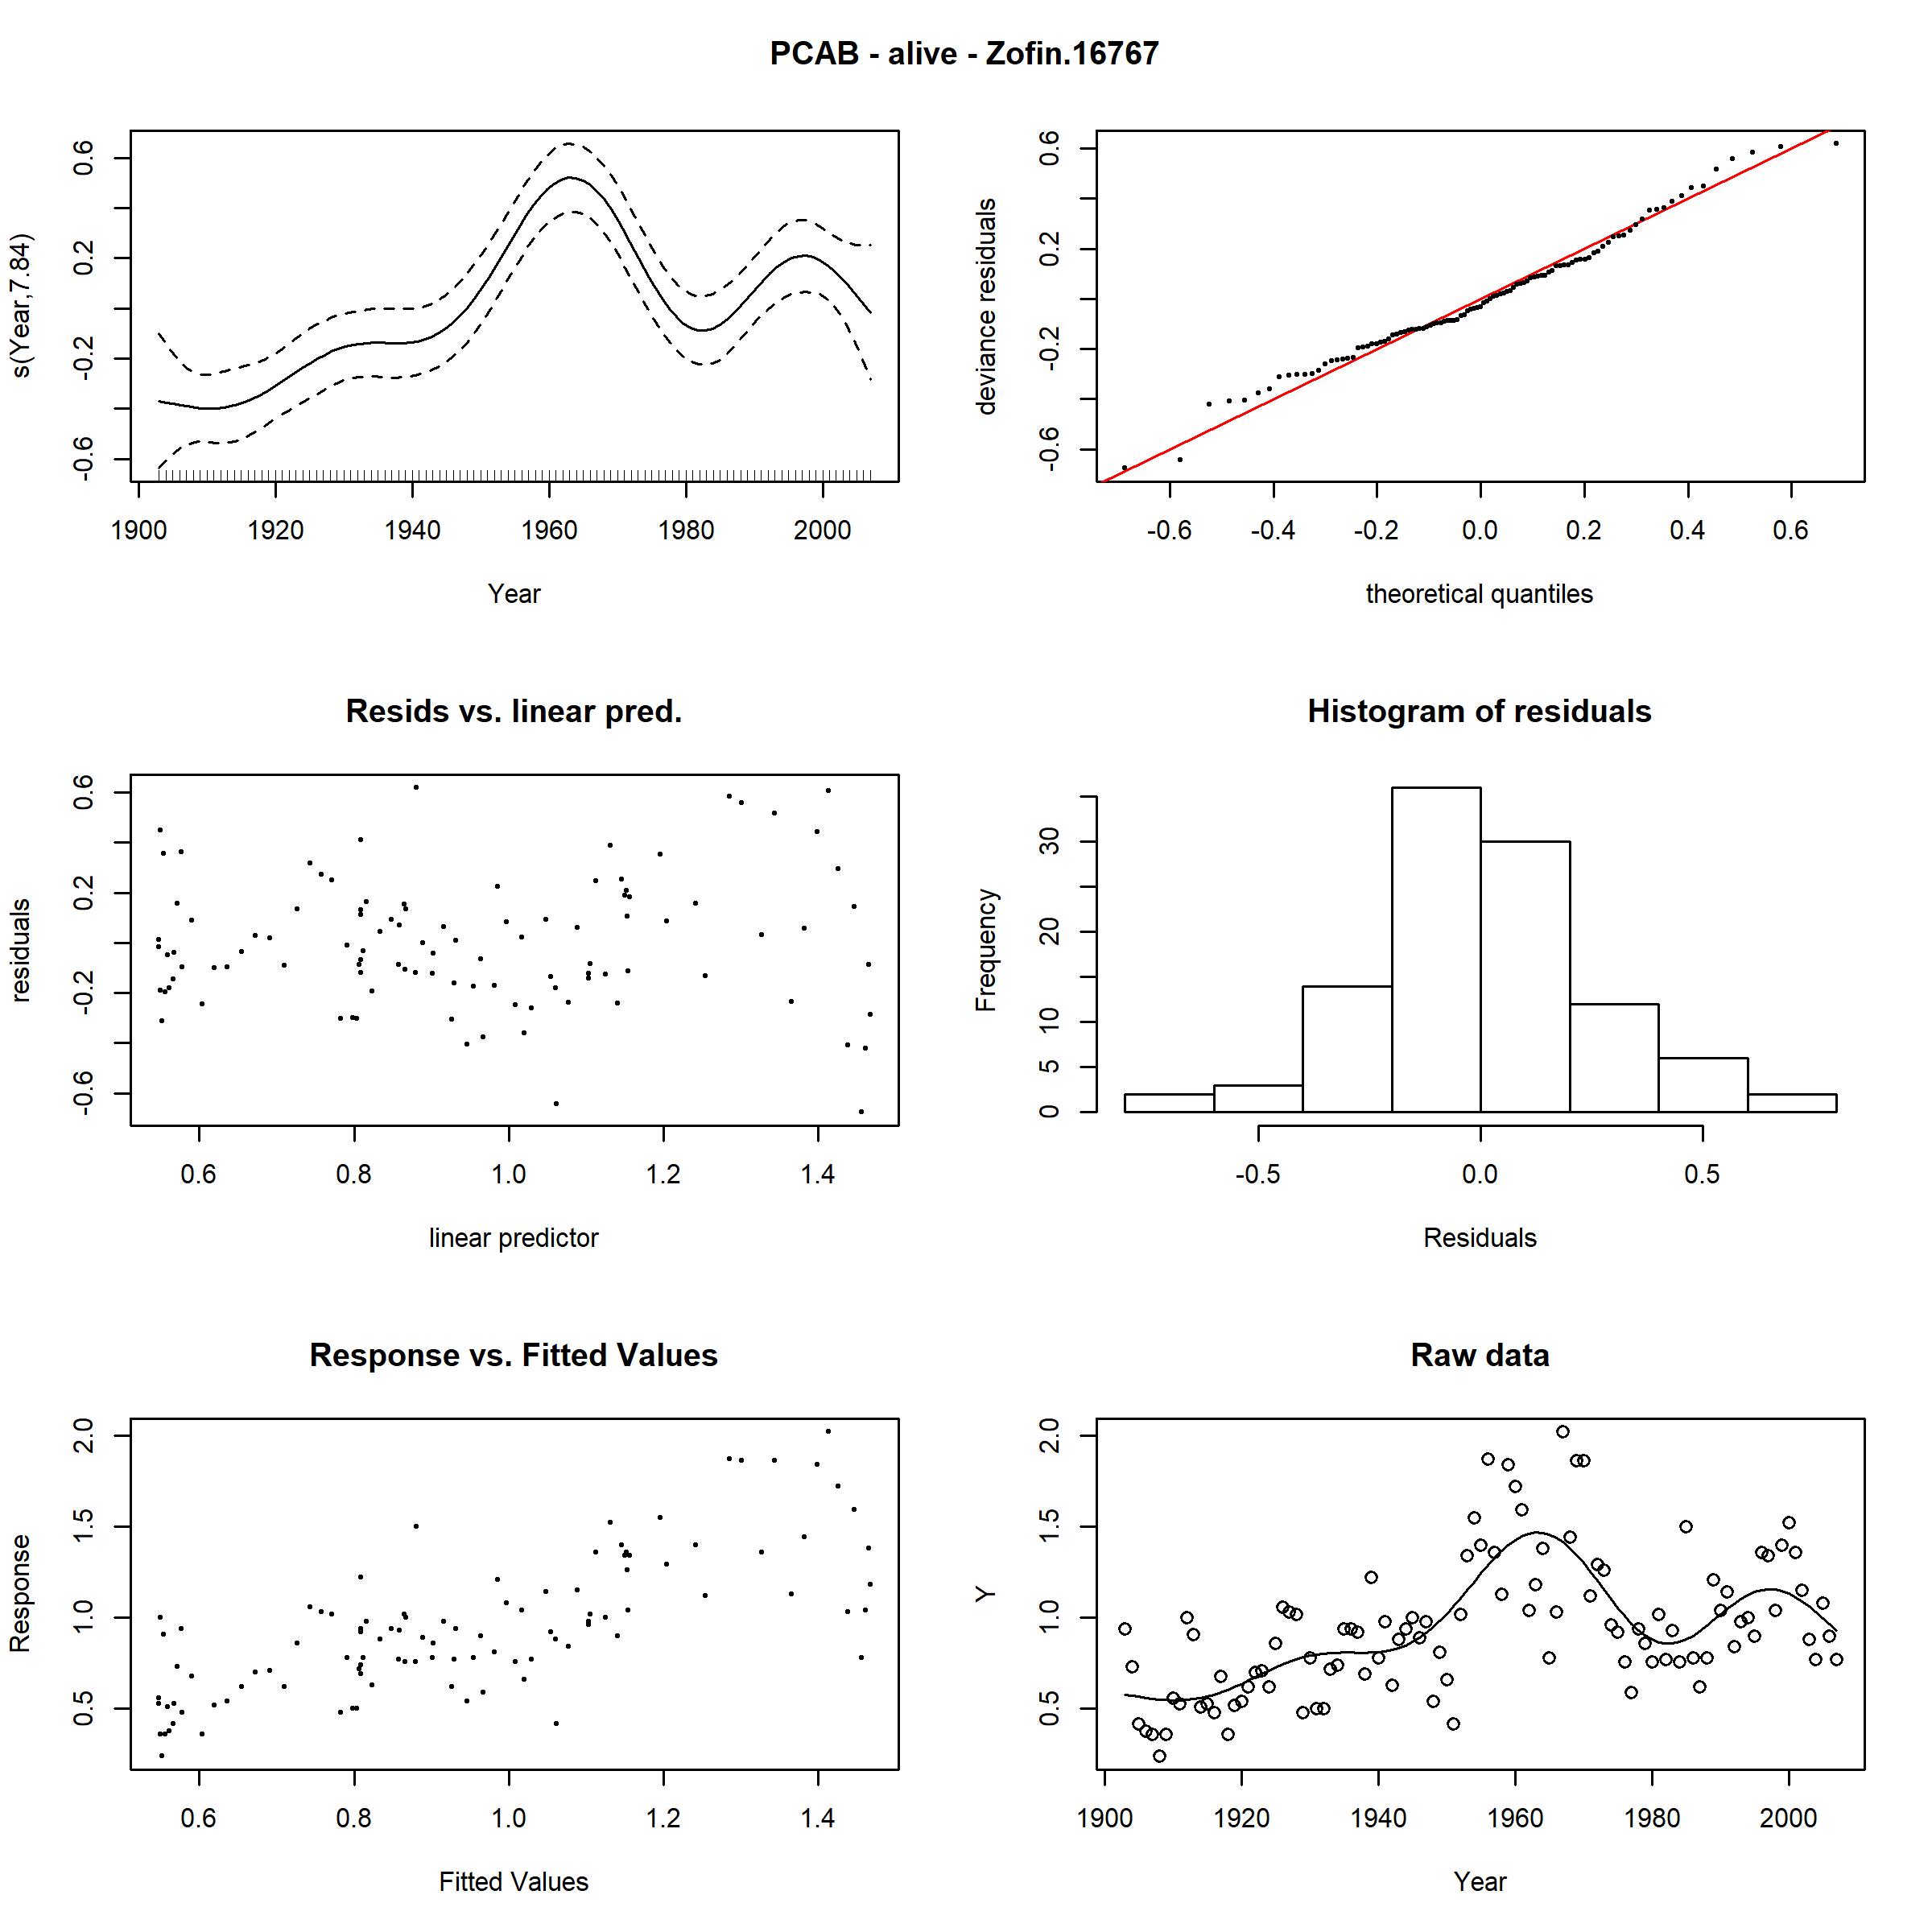 PCAB - alive - Zofin.16767
s(Year,7.84)
-0.6 -0.2 0.2 0.6
1900 1920 1940 1960 1980 2000
Year
deviance residuals
-0.6 -0.2 0.2 0.6
-0.6 -0.4 -0.2 0.0 0.2 0.4 0.6
theoretical quantiles
Resids vs. linear pred.
residuals
-0.6 -0.2 0.2 0.6
0.6 0.8 1.0 1.2 1.4
linear predictor
Histogram of residuals
Frequency
0 5 10 20 30
-0.5 0.0 0.5
Residuals
Response vs. Fitted Values
Response
0.5 1.0 1.5 2.0
0.6 0.8 1.0 1.2 1.4
Fitted Values
Raw data
Y
0.5 1.0 1.5 2.0
1900 1920 1940 1960 1980 2000
Year